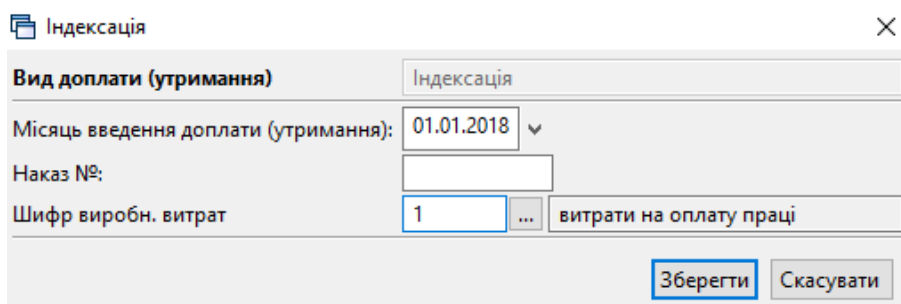 Індексація
Вид доплати (утримання) Індексація
Місяць введення доплати (утримання): 01.01.2018
Наказ №:
Шифр виробн. витрат 1 ... витрати на оплату праці
Зберегти Скасувати